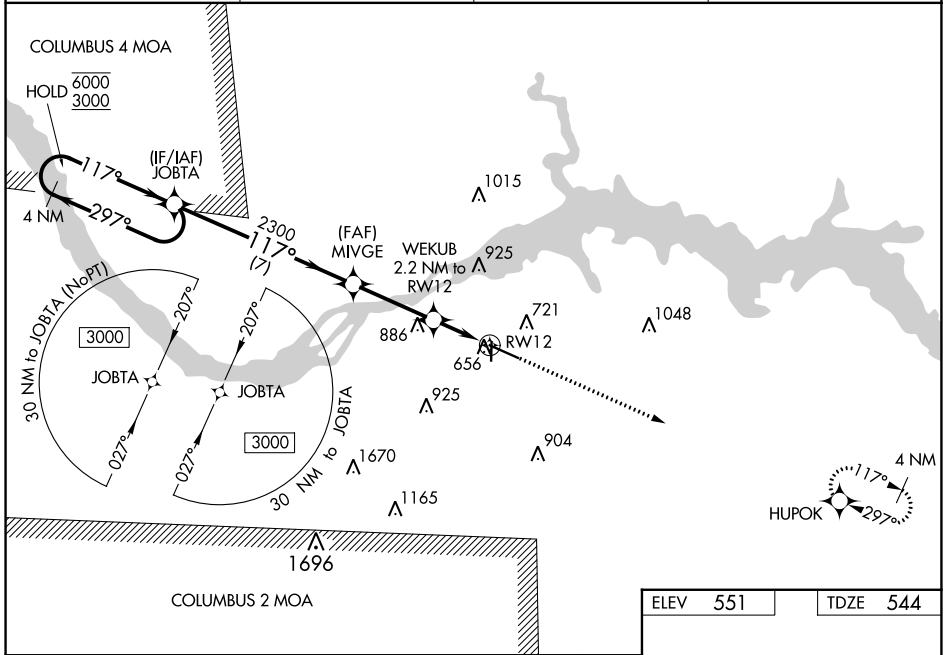 COLUMBUS 4 MOA
HOLD 6000
3000
117°
(IF/IAF)
JOBTA
4 NM
297°
2300
117°
(7)
(FAF)
MIVGE
WEKUB
2.2 NM to
RW12
1015
925
886
721
1048
656
RW12
30 NM to JOBTA (NoPT)
207°
3000
JOBTA
027°
207°
JOBTA
3000
027°
30 NM to JOBTA
925
1670
904
1165
4 NM
117°
HUPOK
297°
1696
COLUMBUS 2 MOA
ELEV 551
TDZE 544